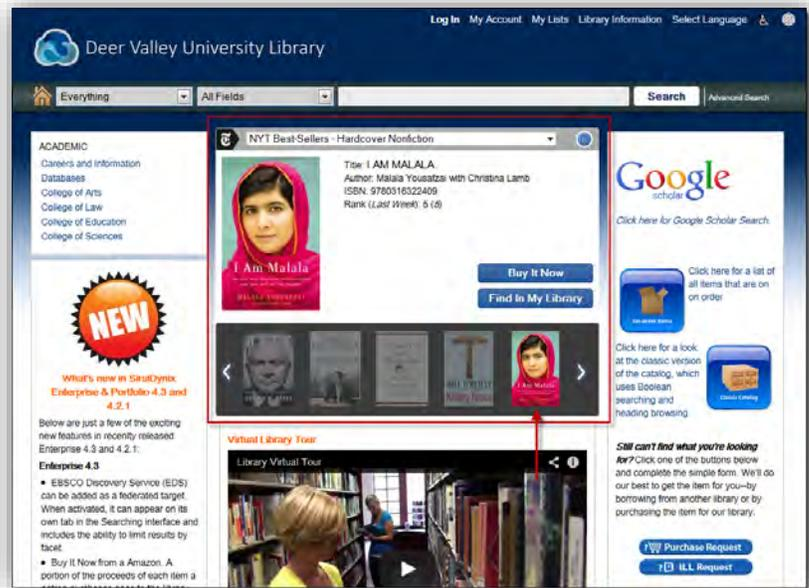 Log In My Account My Lists Library Information Select Language
Deer Valley University Library
Everything All Fields Search Advanced Search
ACADEMIC
Careers and Information
Databases
College of Arts
College of Law
College of Education
College of Sciences
NEW
What's new in SirsiDynix
Enterprise & Portfolio 4.3 and
4.2.1
Below are just a few of the exciting
new features in recently released
Enterprise 4.3 and 4.2.1:
Enterprise 4.3
• EBSCO Discovery Service (EDS)
can be added as a federated target.
When activated, it can appear on its
own tab in the Searching interface and
includes the ability to limit results by
facet.
• Buy It Now from a Amazon. A
portion of the proceeds of each item a
NYT Best-Sellers - Hardcover Nonfiction
Title: I AM MALALA
Author: Malala Yousafzai with Christina Lamb
ISBN: 9780316322409
Rank (Last Week): 5 (5)
I Am Malala
MALALA YOUSAFZAI
Buy It Now
Find In My Library
I Am Malala
Virtual Library Tour
Library Virtual Tour
Google
scholar
Click here for Google Scholar Search.
Click here for a list of
all items that are on
on order
Click here for a look
at the classic version
of the catalog, which
uses Boolean
searching and
heading browsing.
Classic Catalog
Still can't find what you're looking
for? Click one of the buttons below
and complete the simple form. We'll do
our best to get the item for you—by
borrowing from another library or by
purchasing the item for our library.
Purchase Request
ILL Request